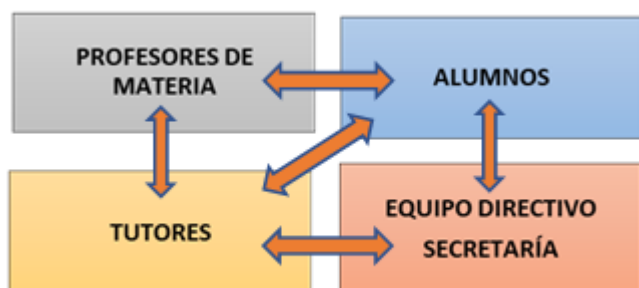 PROFESORES DE
MATERIA
ALUMNOS
TUTORES
EQUIPO DIRECTIVO
SECRETARÍA